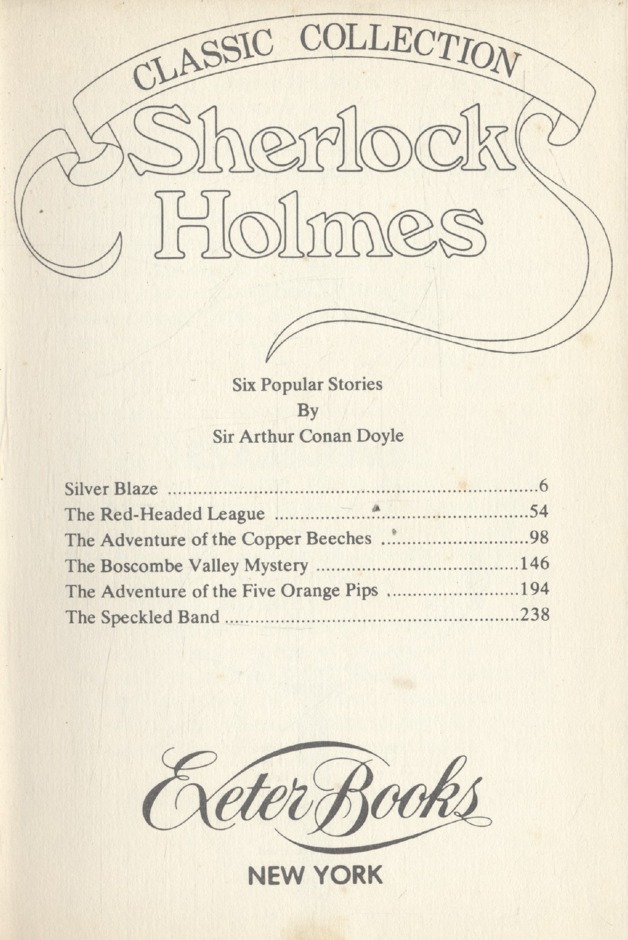 CLASSIC COLLECTION
Sherlock
Holmes
Six Popular Stories
By
Sir Arthur Conan Doyle
Silver Blaze ..........................................................................6
The Red-Headed League ....................................................54
The Adventure of the Copper Beeches ..............................98
The Boscombe Valley Mystery ........................................146
The Adventure of the Five Orange Pips ..........................194
The Speckled Band ..........................................................238
Exeter Books
NEW YORK